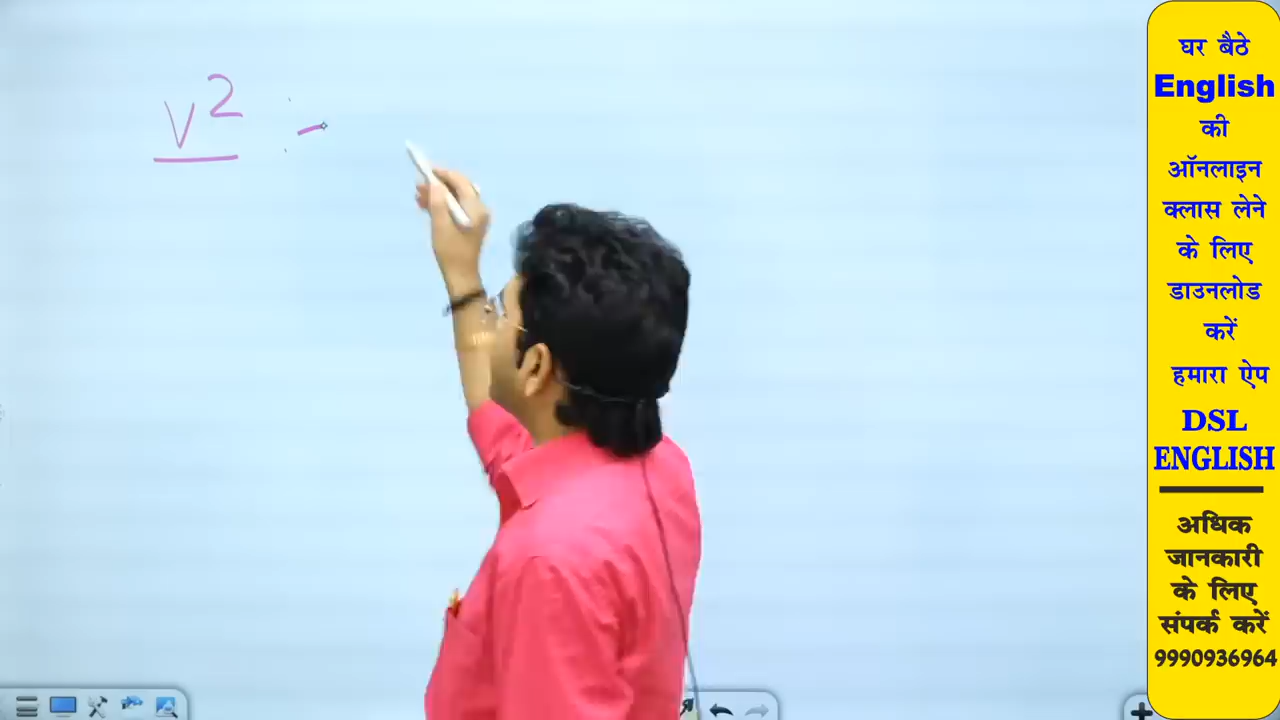 V² :-
घर बैठे
English
की
ऑनलाइन
क्लास लेने
के लिए
डाउनलोड
करें
हमारा ऐप
DSL
ENGLISH
अधिक
जानकारी
के लिए
संपर्क करें
9990936964